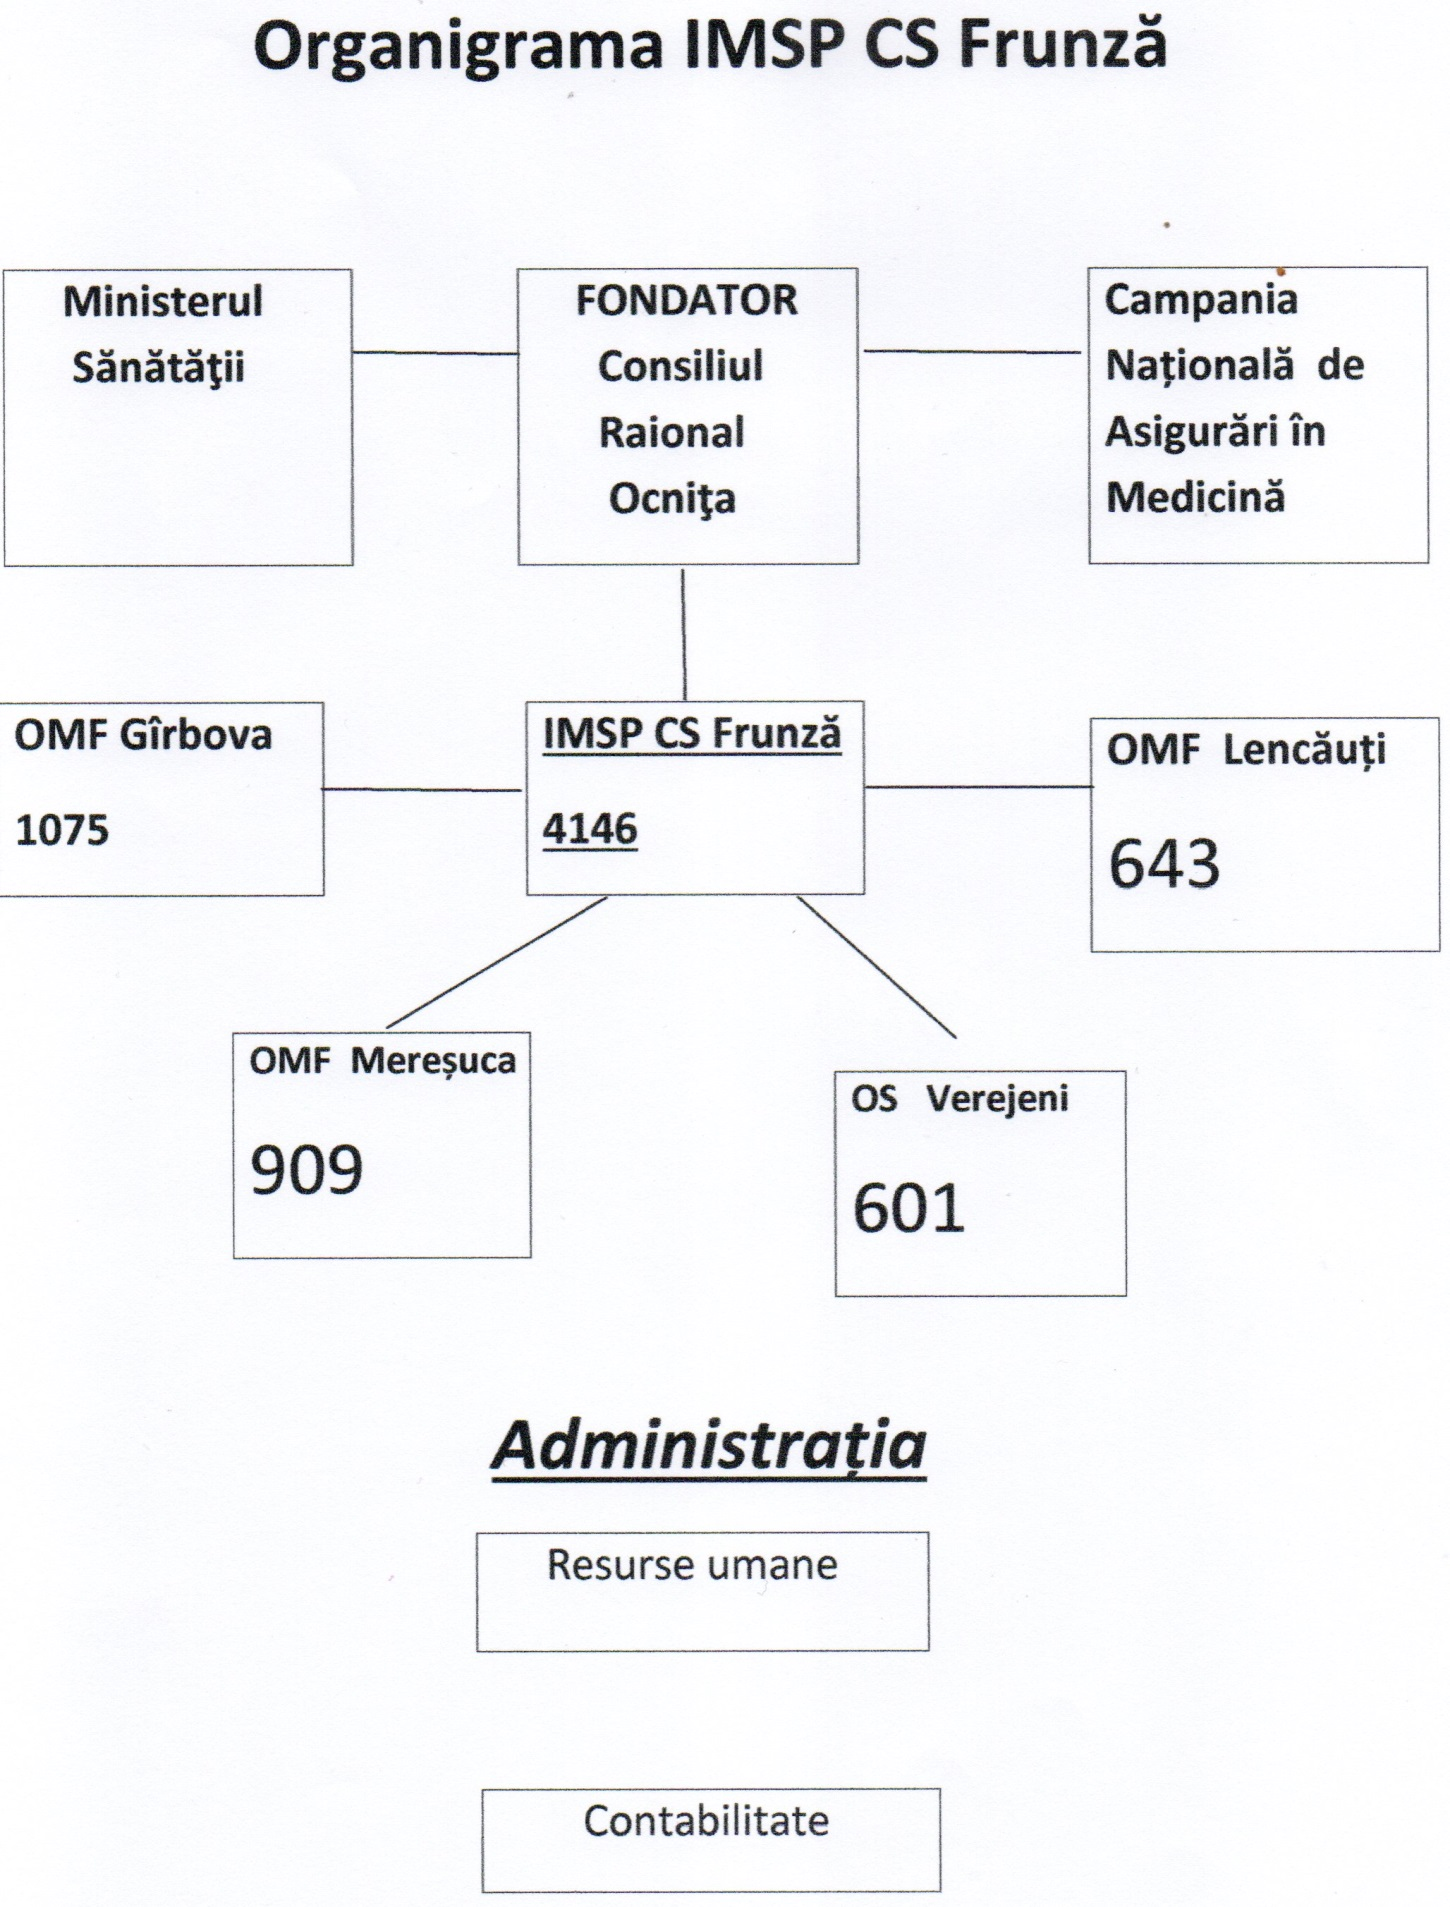 Organigrama IMSP CS Frunză
Ministerul
Sănătăţii
FONDATOR
Consiliul
Raional
Ocniţa
Campania
Națională de
Asigurări în
Medicină
OMF Gîrbova
1075
IMSP CS Frunză
4146
OMF Lencăuți
643
OMF Mereșuca
909
OS Verejeni
601
Administrația
Resurse umane
Contabilitate